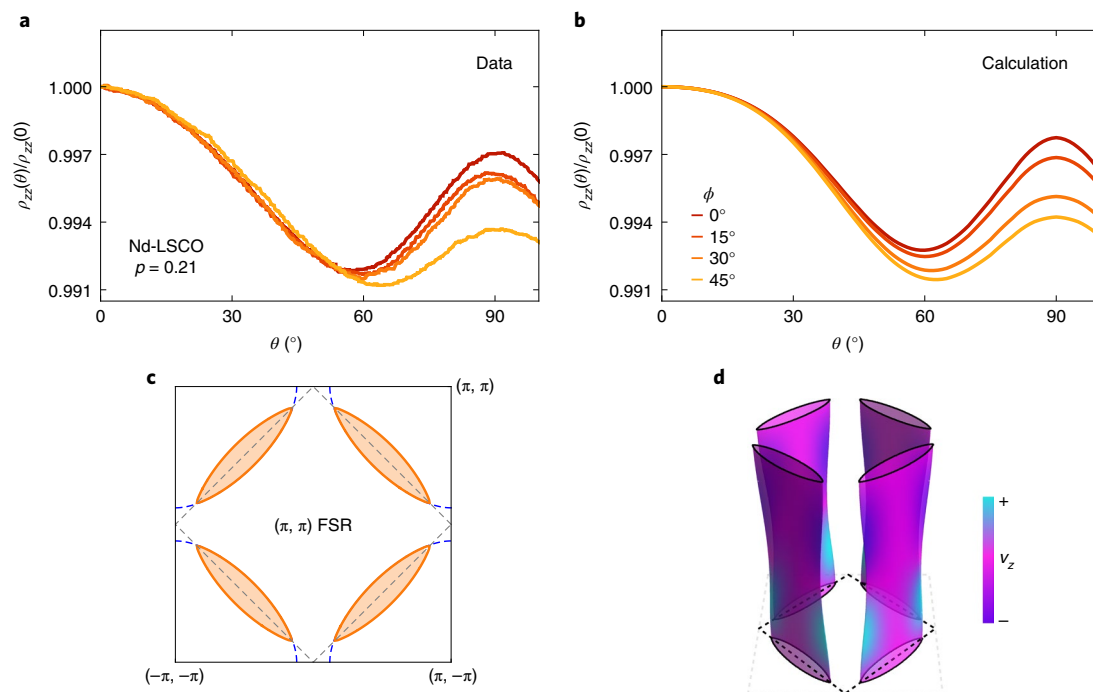 a
Data
1.000
0.997
0.994
0.991
ρzz(θ)/ρzz(0)
Nd-LSCO
p = 0.21
0
30
60
90
θ (°)
b
Calculation
1.000
0.997
0.994
0.991
ρzz(θ)/ρzz(0)
ϕ
0°
15°
30°
45°
0
30
60
90
θ (°)
c
(π, π)
(π, π) FSR
(−π, −π)
(π, −π)
d
+
vz
−